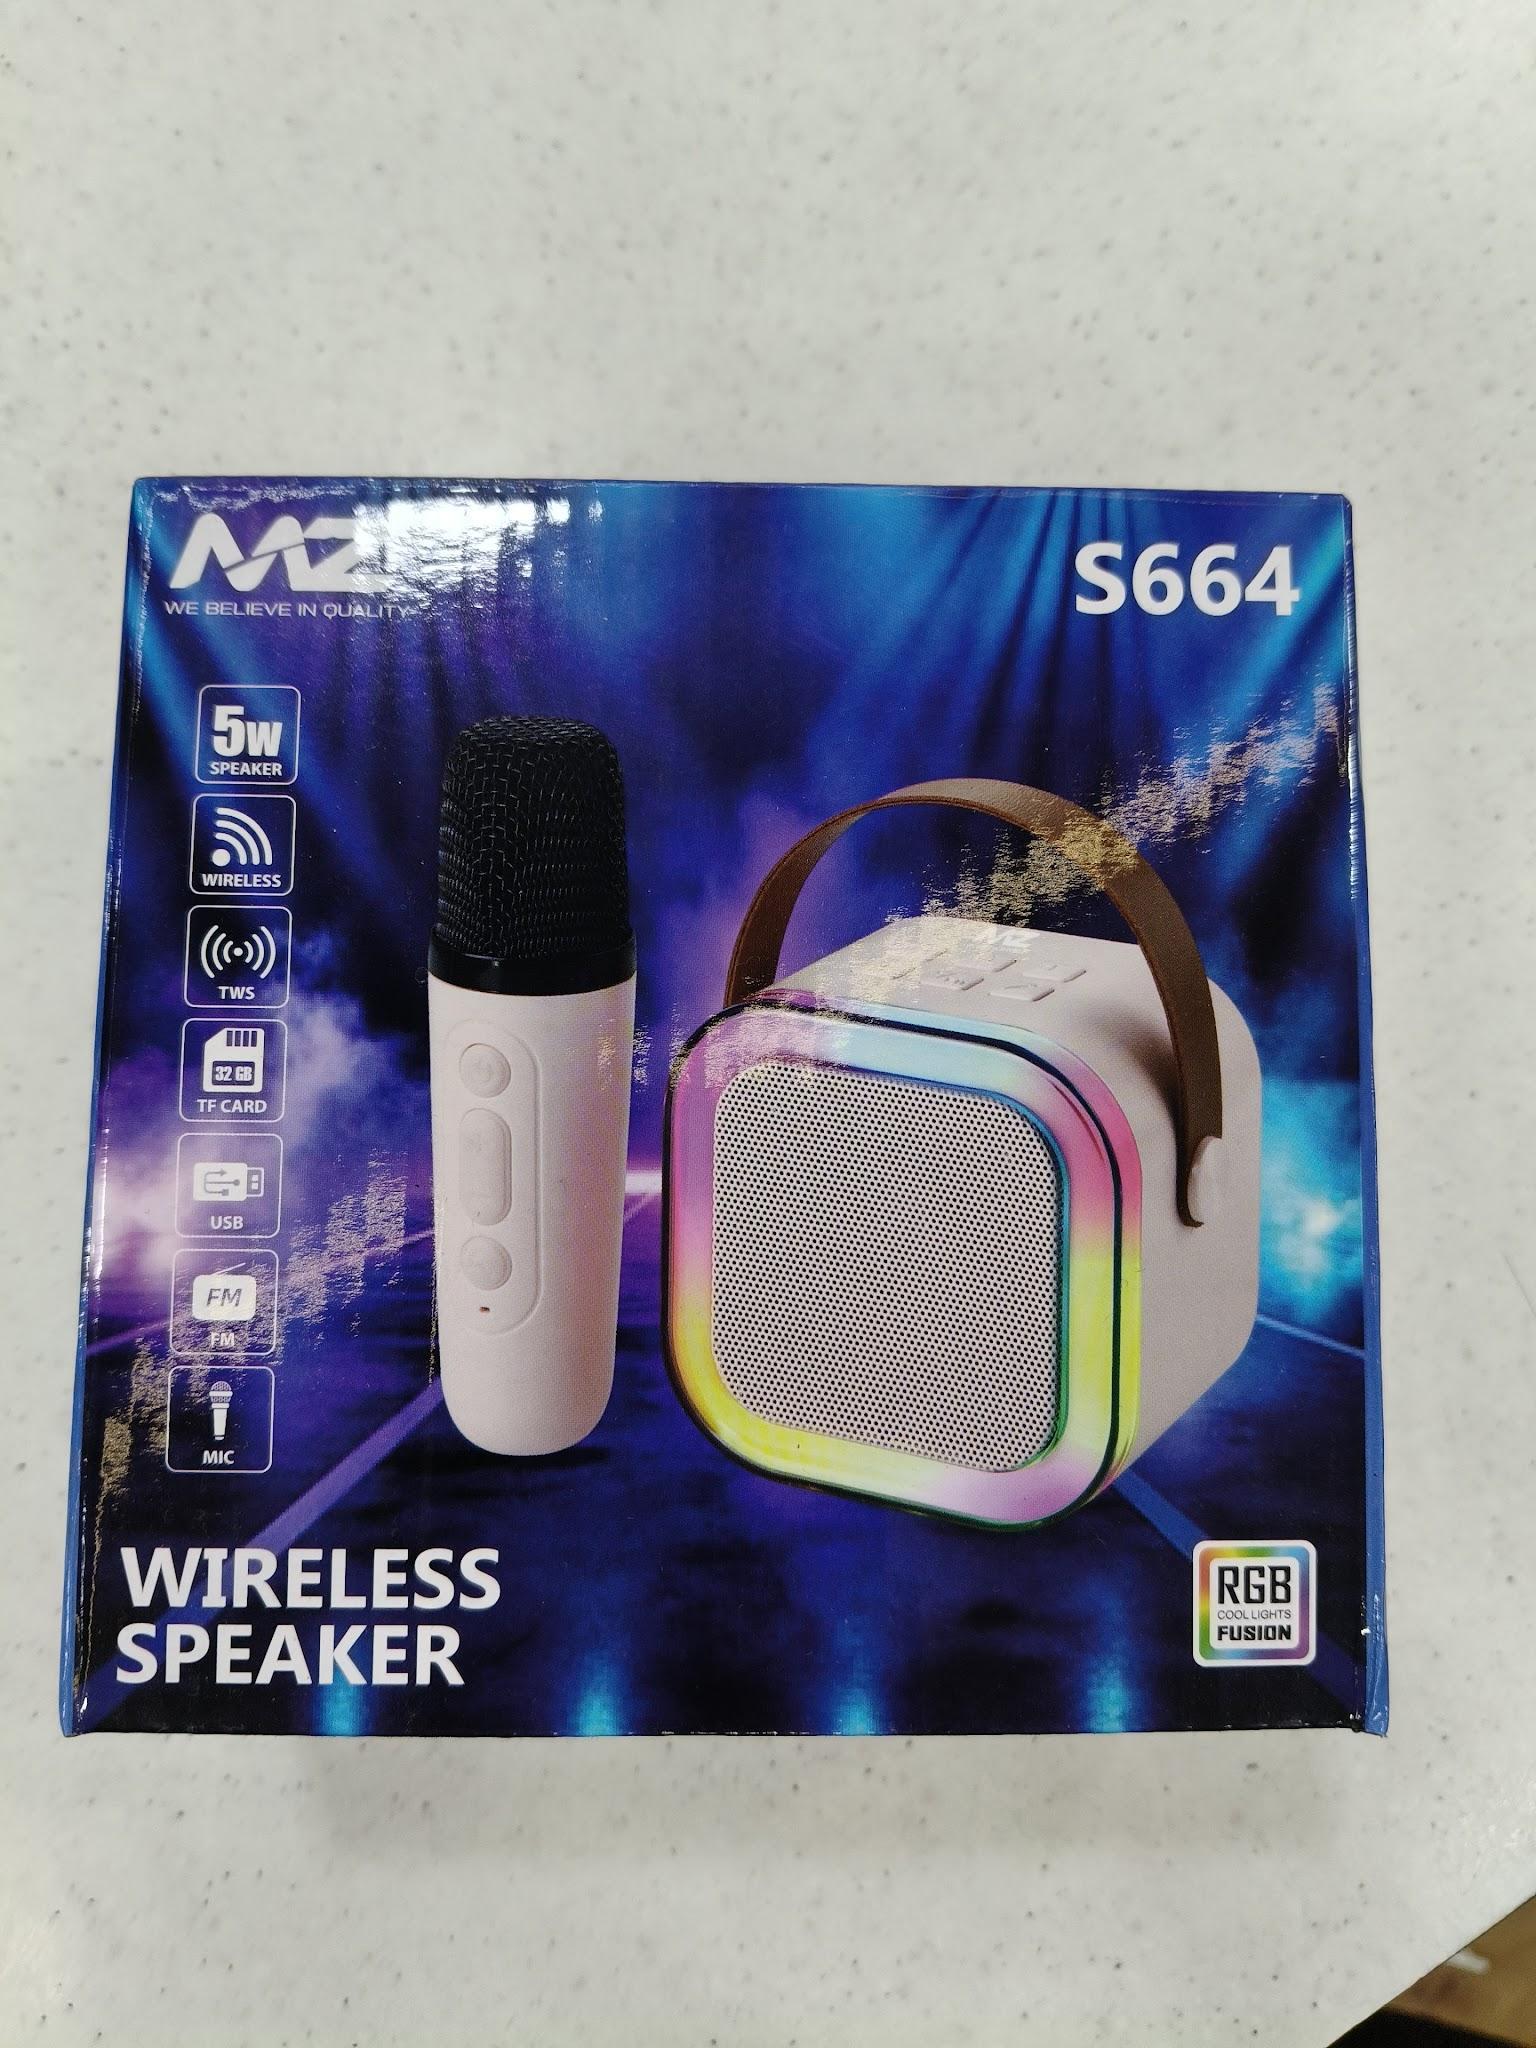 MZ
WE BELIEVE IN QUALITY
S664
5W
SPEAKER
WIRELESS
TWS
32 GB
TF CARD
USB
FM
FM
MIC
MZ
WIRELESS
SPEAKER
RGB
COOL LIGHTS
FUSION